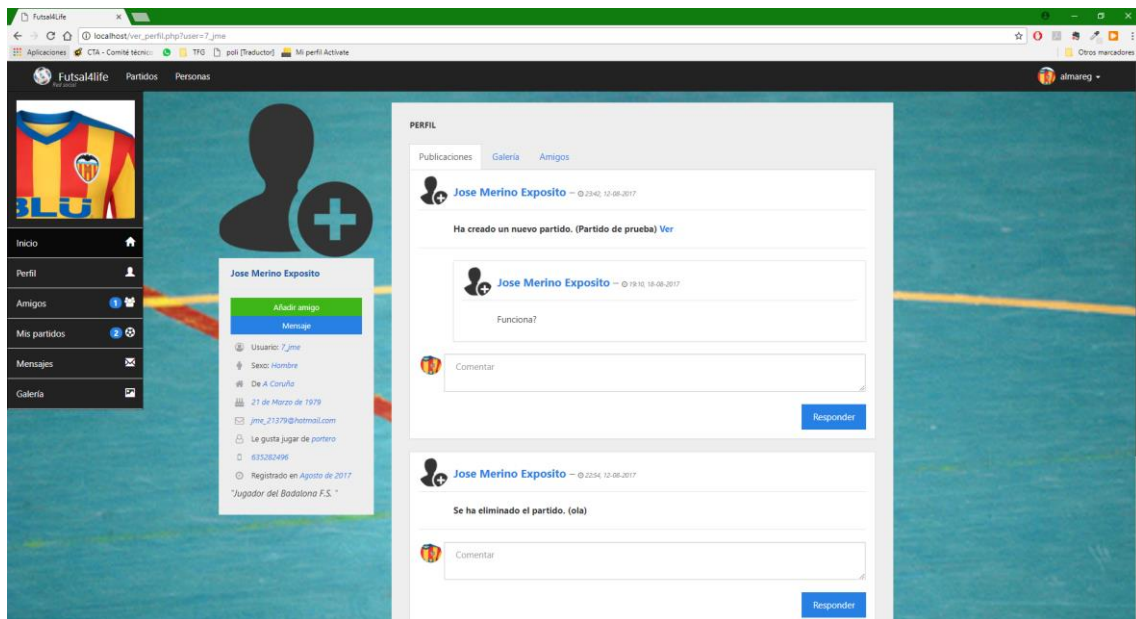 Futsal4Life
localhost/ver_perfil.php?user=7_jme
Aplicaciones CTA - Comité técnico TFG poli [Traductor] Mi perfil Activate Otros marcadores
Futsal4life Partidos Personas almareg
Red social
BLU
Inicio
Perfil
Amigos 1
Mis partidos 2
Mensajes
Galería
Jose Merino Exposito
Añadir amigo
Mensaje
Usuario: 7_jme
Sexo: Hombre
De A Coruña
21 de Marzo de 1979
jme_21379@hotmail.com
Le gusta jugar de portero
635282496
Registrado en Agosto de 2017
"Jugador del Badalona F.S. "
PERFIL
Publicaciones Galería Amigos
Jose Merino Exposito – 23:42, 12-08-2017
Ha creado un nuevo partido. (Partido de prueba) Ver
Jose Merino Exposito – 19:10, 18-08-2017
Funciona?
Comentar
Responder
Jose Merino Exposito – 22:54, 12-08-2017
Se ha eliminado el partido. (ola)
Comentar
Responder